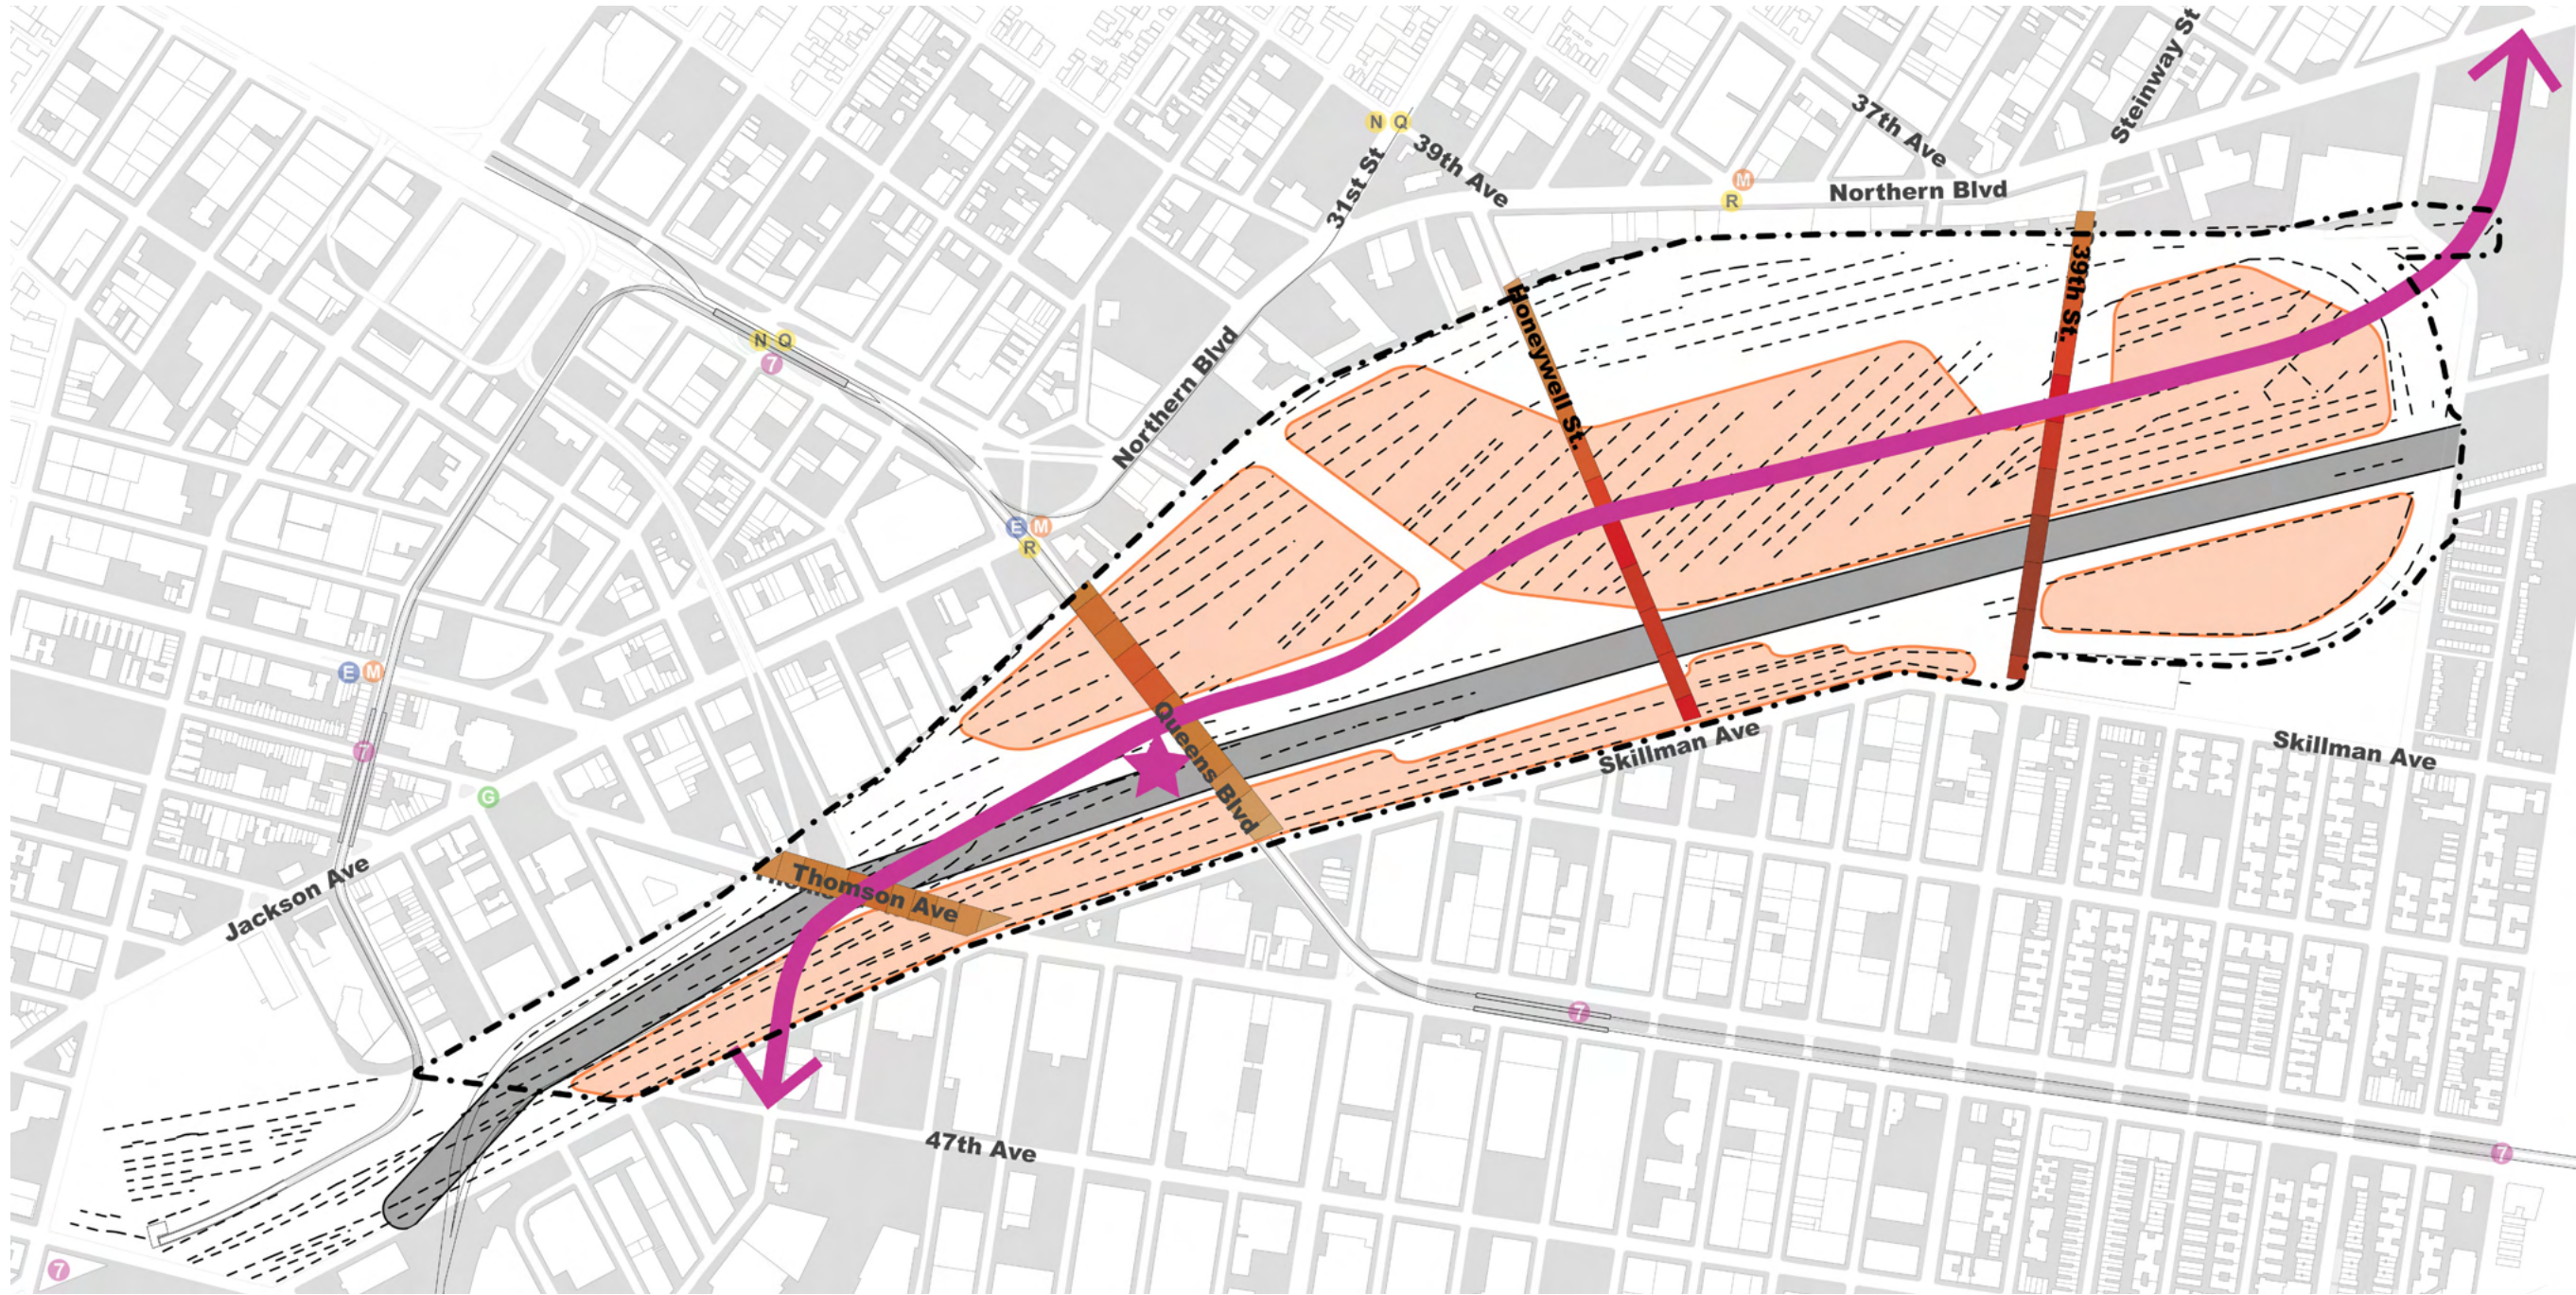 Steinway St
37th Ave
N Q
39th Ave
31st St
M
R
Northern Blvd
39th St.
Honeywell St.
N Q
7
Northern Blvd
E M
R
E M
7
G
Queens Blvd
Skillman Ave
Skillman Ave
Jackson Ave
Thomson Ave
7
47th Ave
7
7